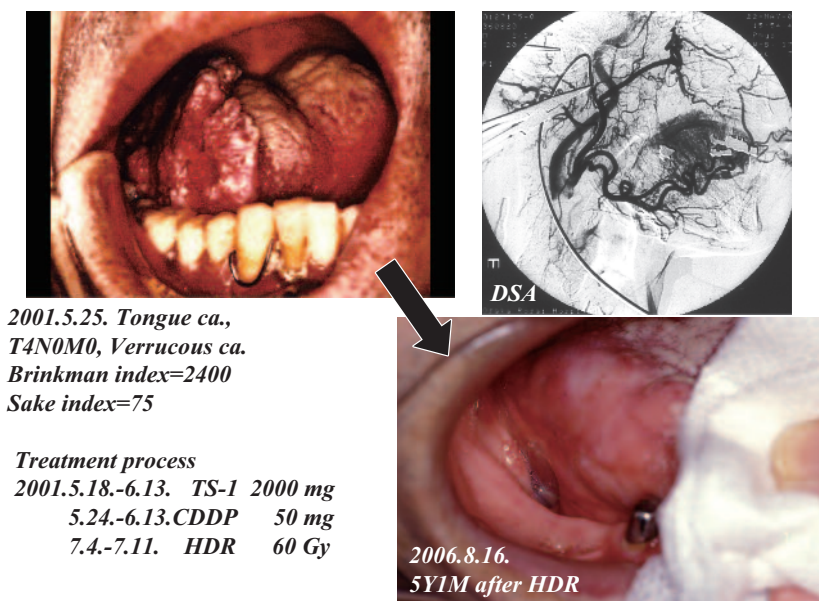 DSA
2001.5.25. Tongue ca.,
T4N0M0, Verrucous ca.
Brinkman index=2400
Sake index=75
Treatment process
2001.5.18.-6.13. TS-1 2000 mg
5.24.-6.13.CDDP 50 mg
7.4.-7.11. HDR 60 Gy
2006.8.16.
5Y1M after HDR